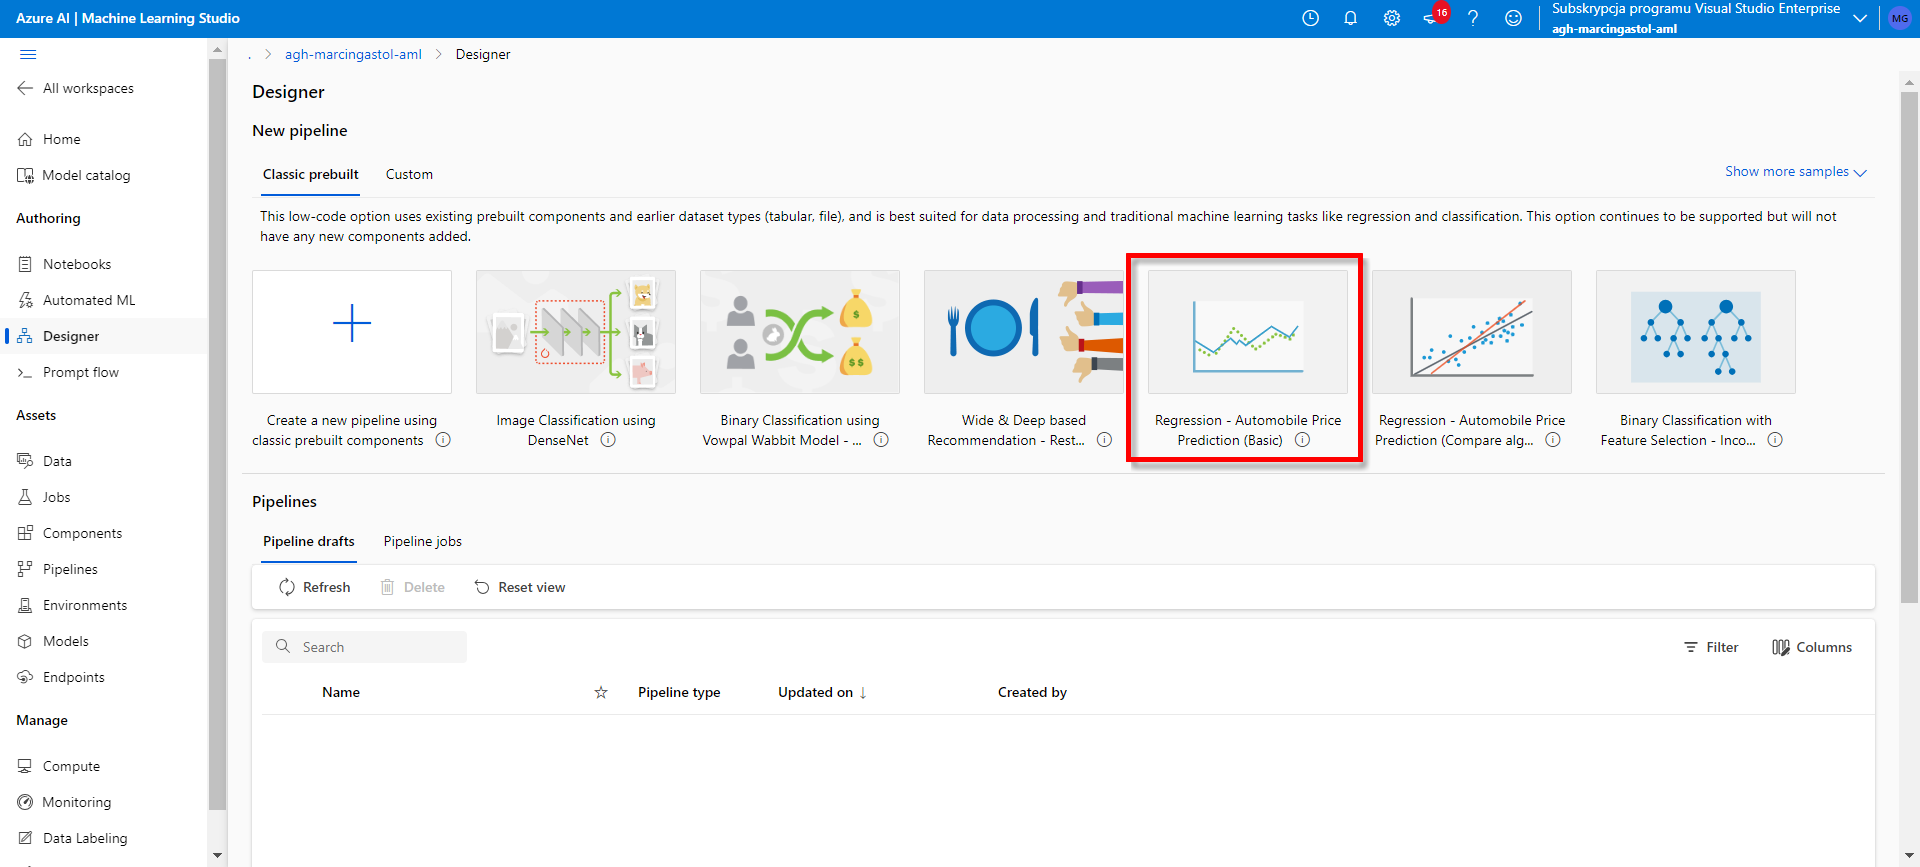 Azure AI | Machine Learning Studio
16
Subskrypcja programu Visual Studio Enterprise
agh-marcingastol-aml
MG
All workspaces
Home
Model catalog
Authoring
Notebooks
Automated ML
Designer
Prompt flow
Assets
Data
Jobs
Components
Pipelines
Environments
Models
Endpoints
Manage
Compute
Monitoring
Data Labeling
. > agh-marcingastol-aml > Designer
Designer
New pipeline
Classic prebuilt
Custom
Show more samples
This low-code option uses existing prebuilt components and earlier dataset types (tabular, file), and is best suited for data processing and traditional machine learning tasks like regression and classification. This option continues to be supported but will not
have any new components added.
Create a new pipeline using
classic prebuilt components
Image Classification using
DenseNet
$
$$
Binary Classification using
Vowpal Wabbit Model - ...
Wide & Deep based
Recommendation - Rest...
Regression - Automobile Price
Prediction (Basic)
Regression - Automobile Price
Prediction (Compare alg...
Binary Classification with
Feature Selection - Inco...
Pipelines
Pipeline drafts
Pipeline jobs
Refresh
Delete
Reset view
Search
Filter
Columns
Name
Pipeline type
Updated on ↓
Created by